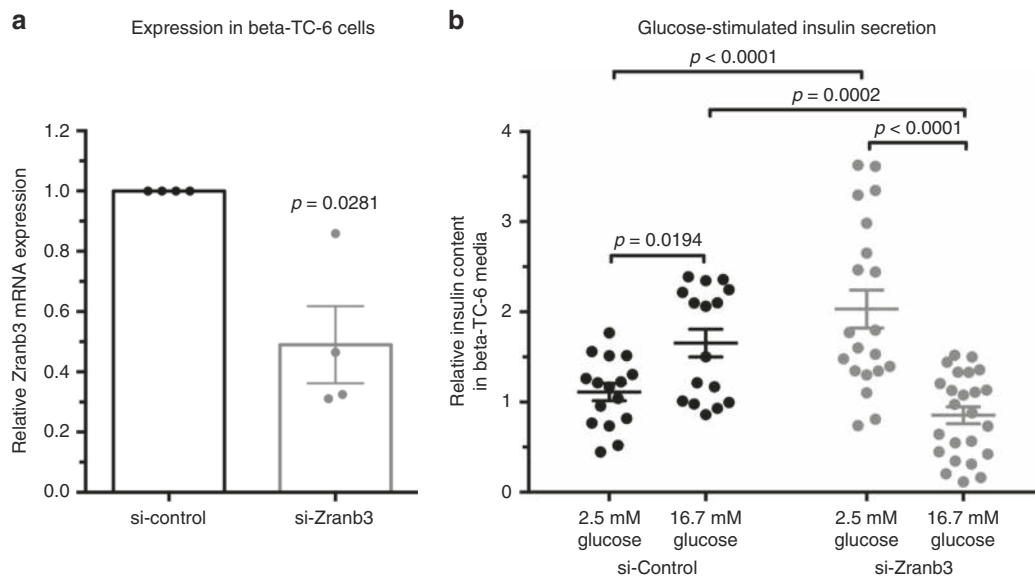 a
Expression in beta-TC-6 cells
Relative Zranb3 mRNA expression
1.2
1.0
0.8
0.6
0.4
0.2
0.0
p = 0.0281
si-control
si-Zranb3
b
Glucose-stimulated insulin secretion
p < 0.0001
p = 0.0002
p < 0.0001
p = 0.0194
Relative insulin content
in beta-TC-6 media
4
3
2
1
0
2.5 mM
glucose
16.7 mM
glucose
2.5 mM
glucose
16.7 mM
glucose
si-Control
si-Zranb3